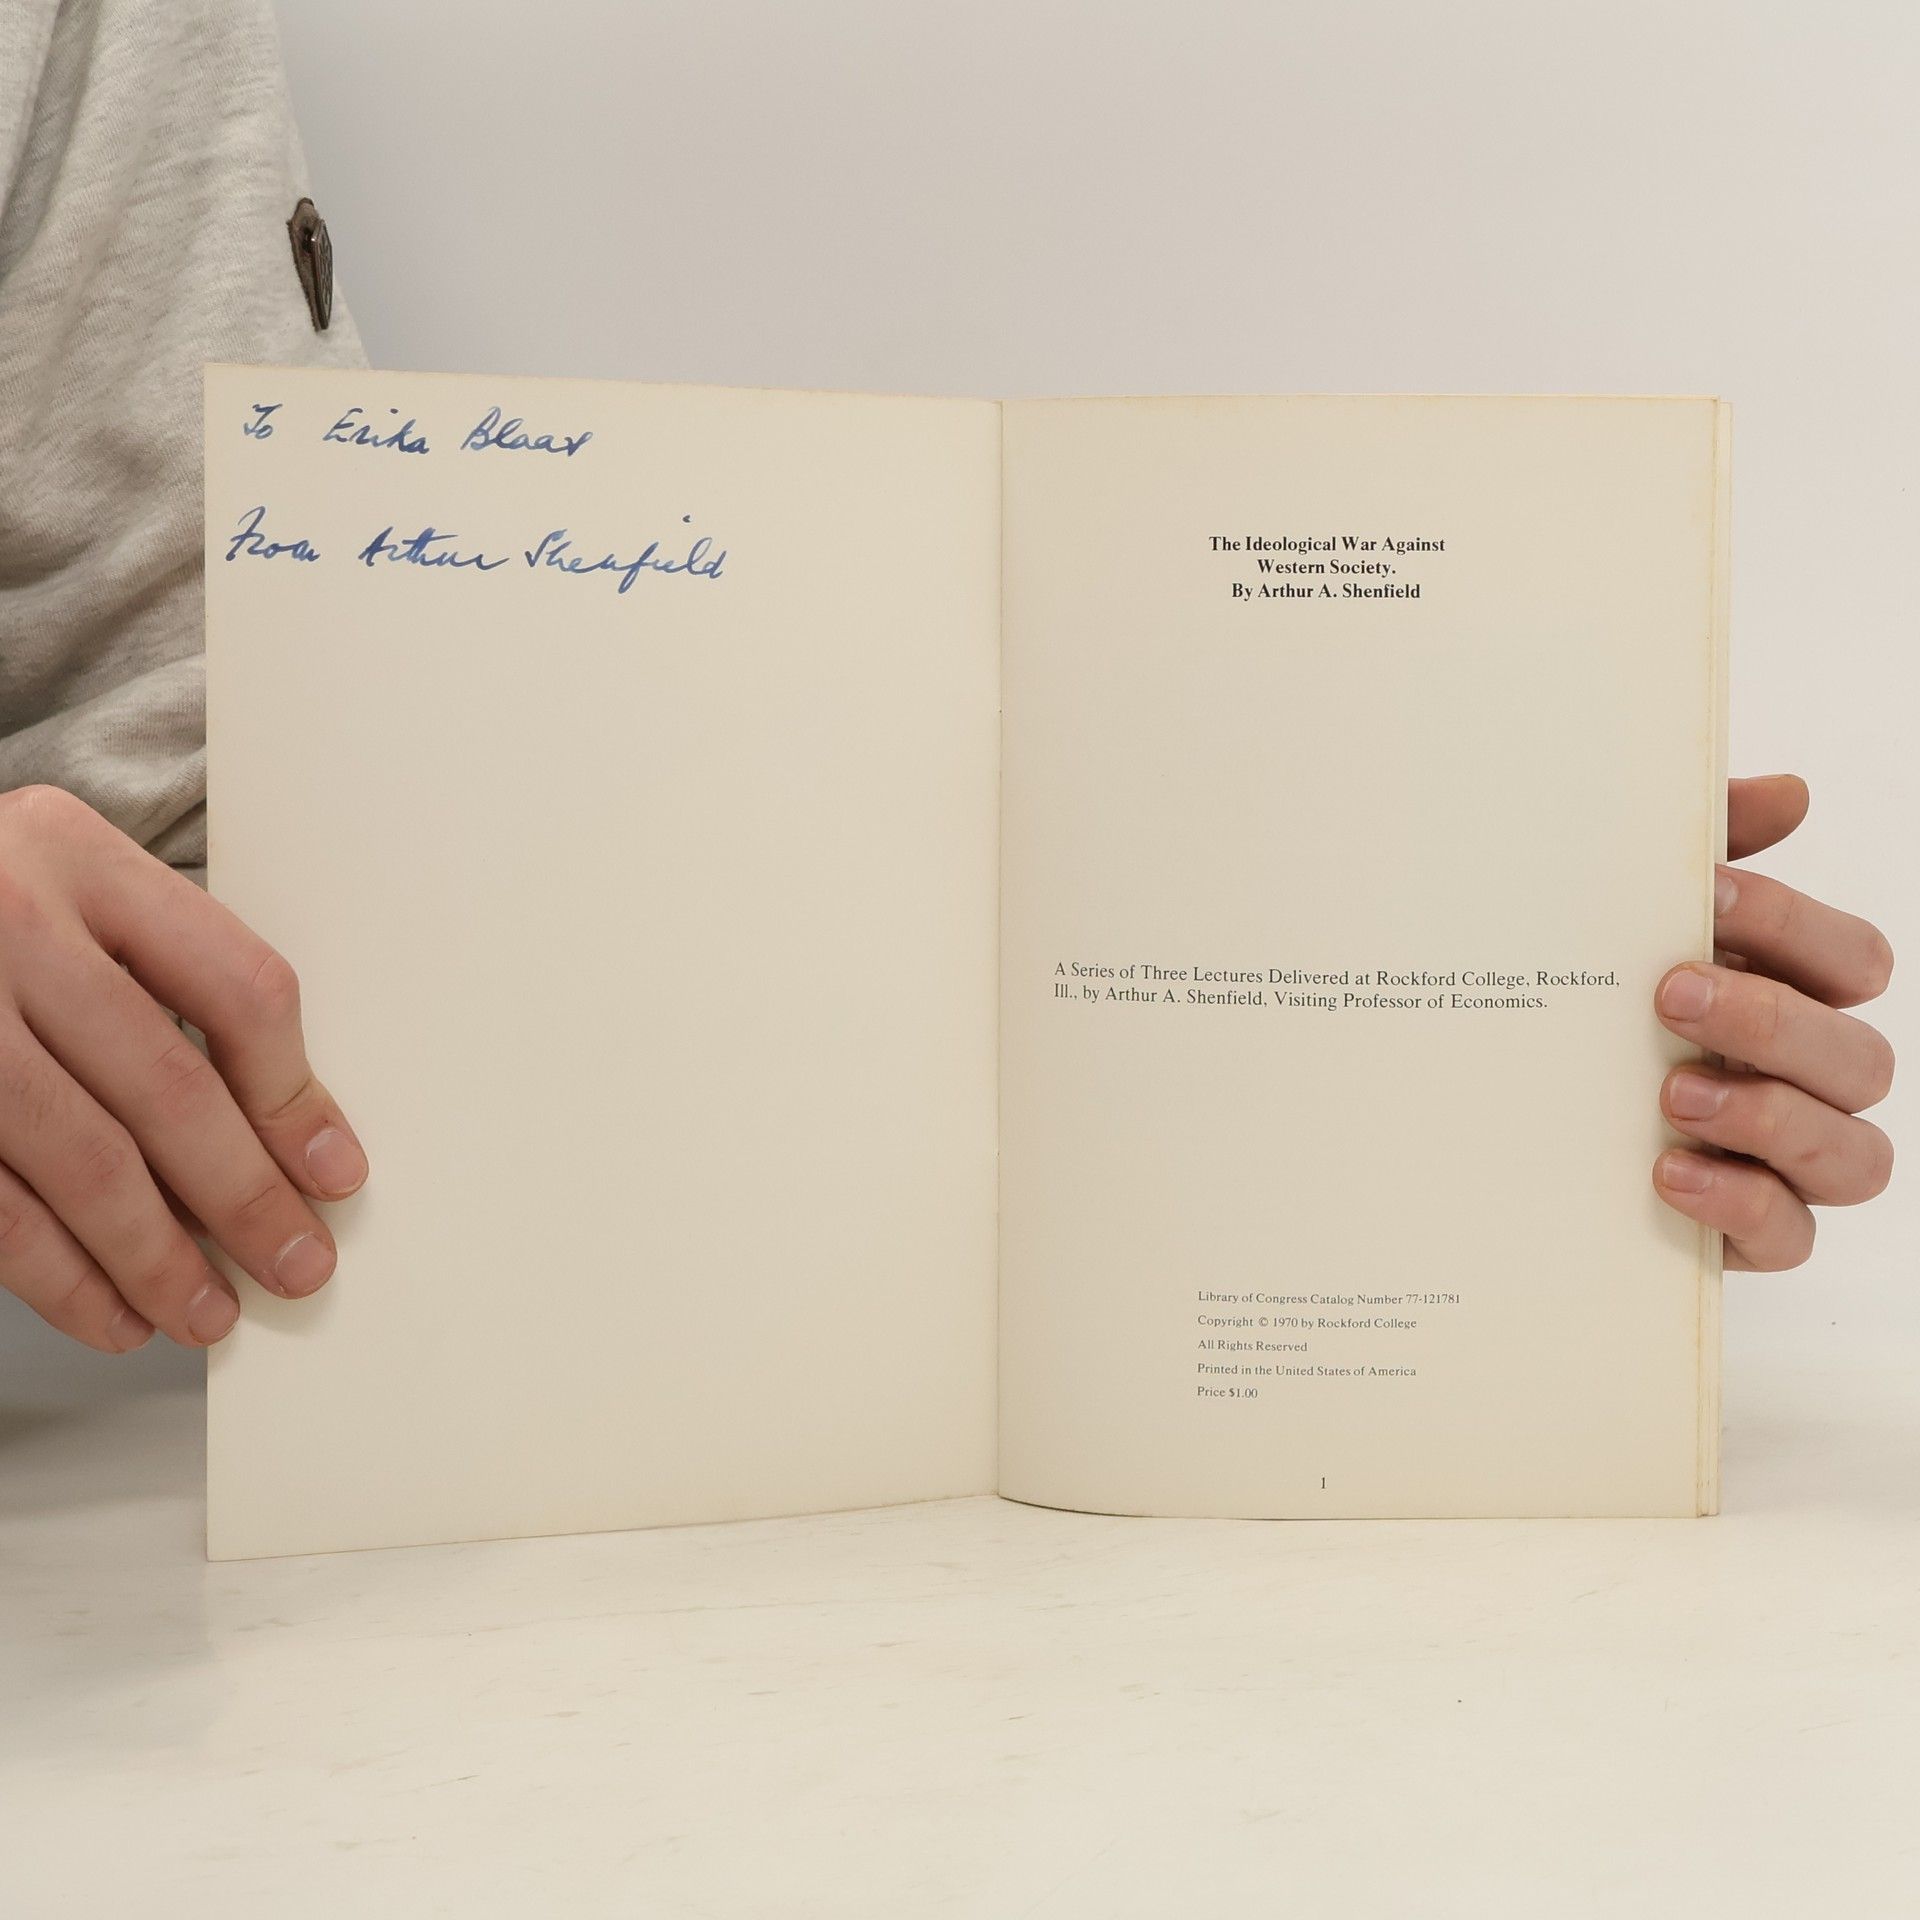 To Erika Blaas
From Arthur Shenfield
The Ideological War Against
Western Society.
By Arthur A. Shenfield
A Series of Three Lectures Delivered at Rockford College, Rockford,
Ill., by Arthur A. Shenfield, Visiting Professor of Economics.
Library of Congress Catalog Number 77-121781
Copyright © 1970 by Rockford College
All Rights Reserved
Printed in the United States of America
Price $1.00
1